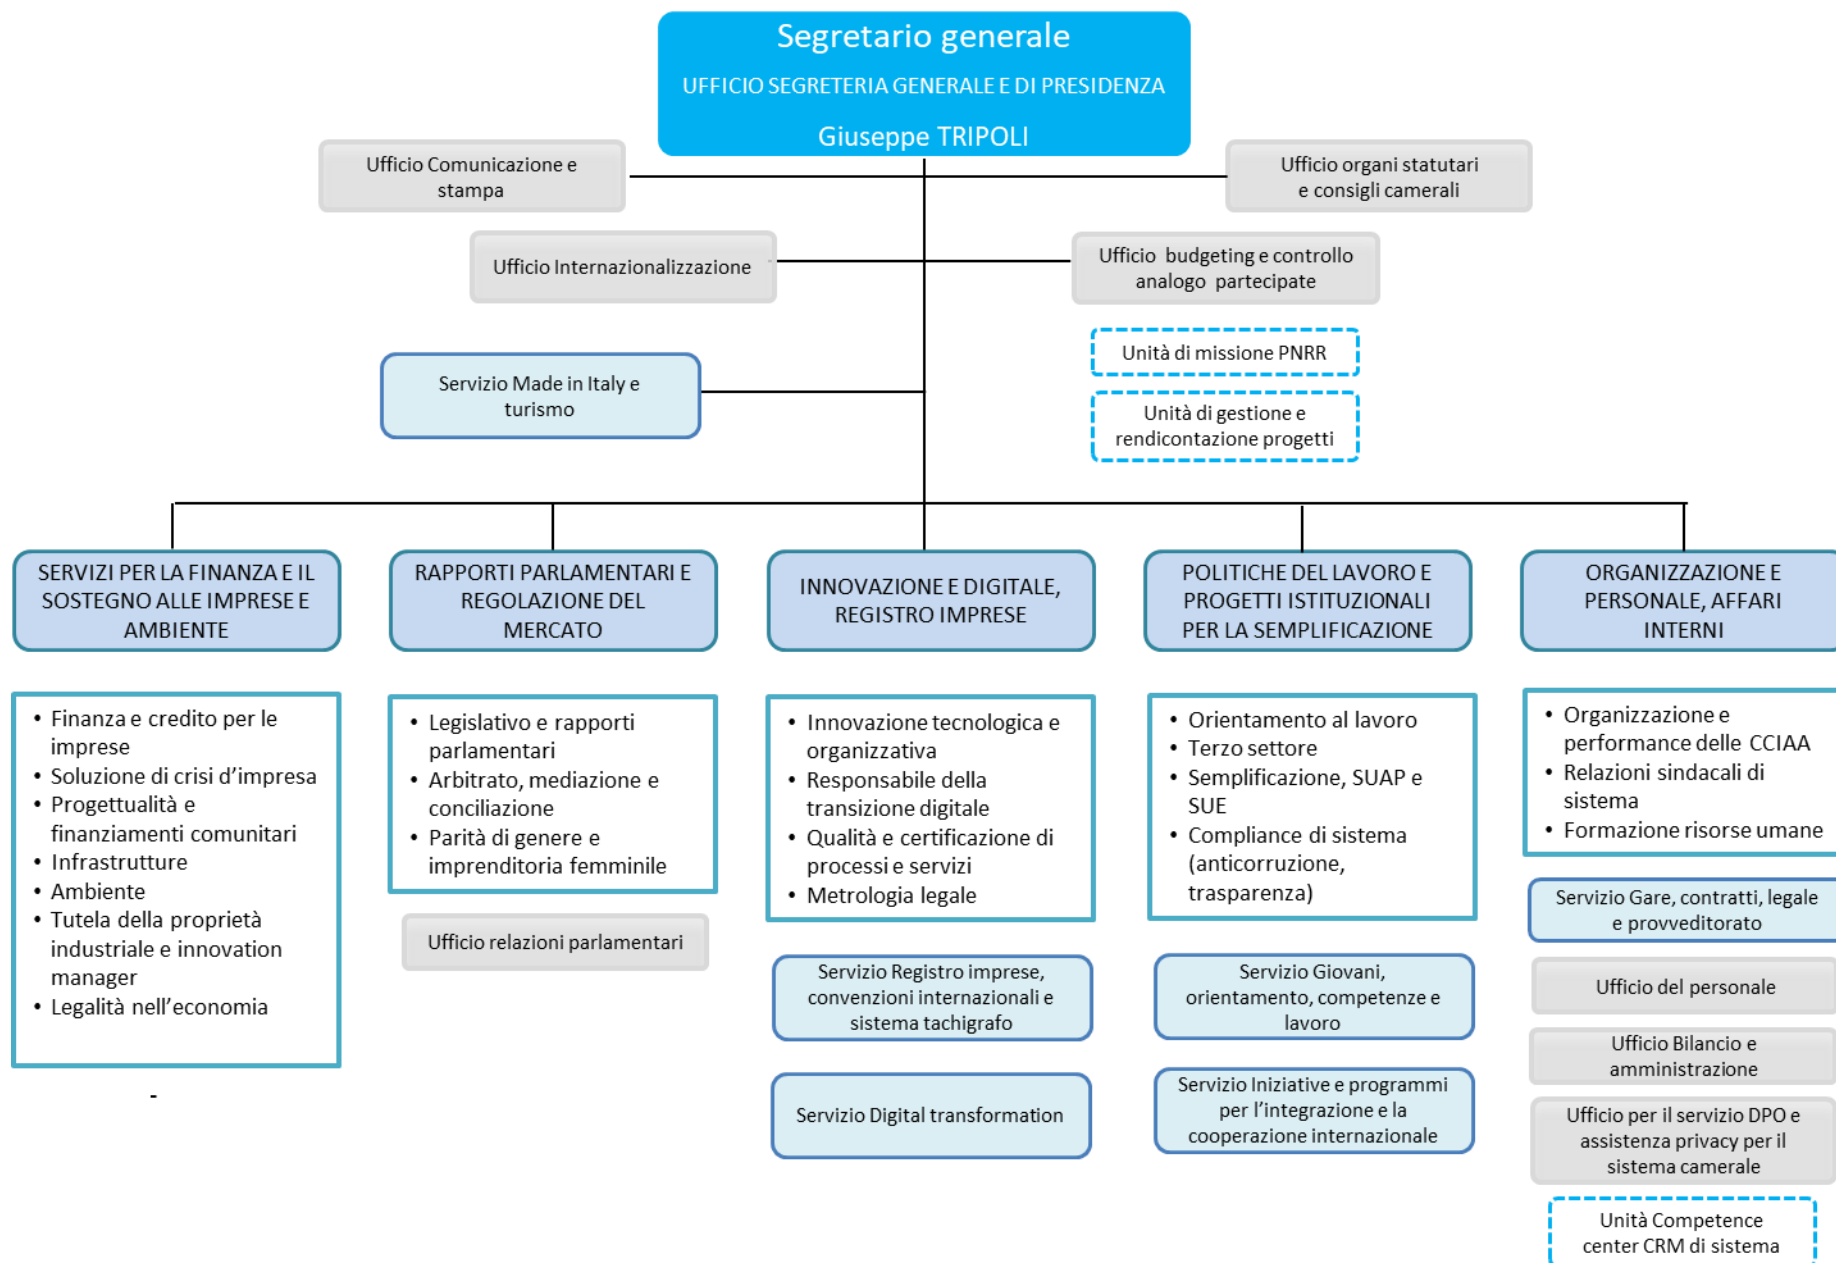 Segretario generale
UFFICIO SEGRETERIA GENERALE E DI PRESIDENZA
Giuseppe TRIPOLI
Ufficio Comunicazione e
stampa
Ufficio organi statutari
e consigli camerali
Ufficio Internazionalizzazione
Ufficio budgeting e controllo
analogo partecipate
Unità di missione PNRR
Servizio Made in Italy e
turismo
Unità di gestione e
rendicontazione progetti
SERVIZI PER LA FINANZA E IL
SOSTEGNO ALLE IMPRESE E
AMBIENTE
RAPPORTI PARLAMENTARI E
REGOLAZIONE DEL
MERCATO
INNOVAZIONE E DIGITALE,
REGISTRO IMPRESE
POLITICHE DEL LAVORO E
PROGETTI ISTITUZIONALI
PER LA SEMPLIFICAZIONE
ORGANIZZAZIONE E
PERSONALE, AFFARI
INTERNI
• Finanza e credito per le
imprese
• Soluzione di crisi d’impresa
• Progettualità e
finanziamenti comunitari
• Infrastrutture
• Ambiente
• Tutela della proprietà
industriale e innovation
manager
• Legalità nell’economia
-
• Legislativo e rapporti
parlamentari
• Arbitrato, mediazione e
conciliazione
• Parità di genere e
imprenditoria femminile
Ufficio relazioni parlamentari
• Innovazione tecnologica e
organizzativa
• Responsabile della
transizione digitale
• Qualità e certificazione di
processi e servizi
• Metrologia legale
Servizio Registro imprese,
convenzioni internazionali e
sistema tachigrafo
Servizio Digital transformation
• Orientamento al lavoro
• Terzo settore
• Semplificazione, SUAP e
SUE
• Compliance di sistema
(anticorruzione,
trasparenza)
Servizio Giovani,
orientamento, competenze e
lavoro
Servizio Iniziative e programmi
per l’integrazione e la
cooperazione internazionale
• Organizzazione e
performance delle CCIAA
• Relazioni sindacali di
sistema
• Formazione risorse umane
Servizio Gare, contratti, legale
e provveditorato
Ufficio del personale
Ufficio Bilancio e
amministrazione
Ufficio per il servizio DPO e
assistenza privacy per il
sistema camerale
Unità Competence
center CRM di sistema